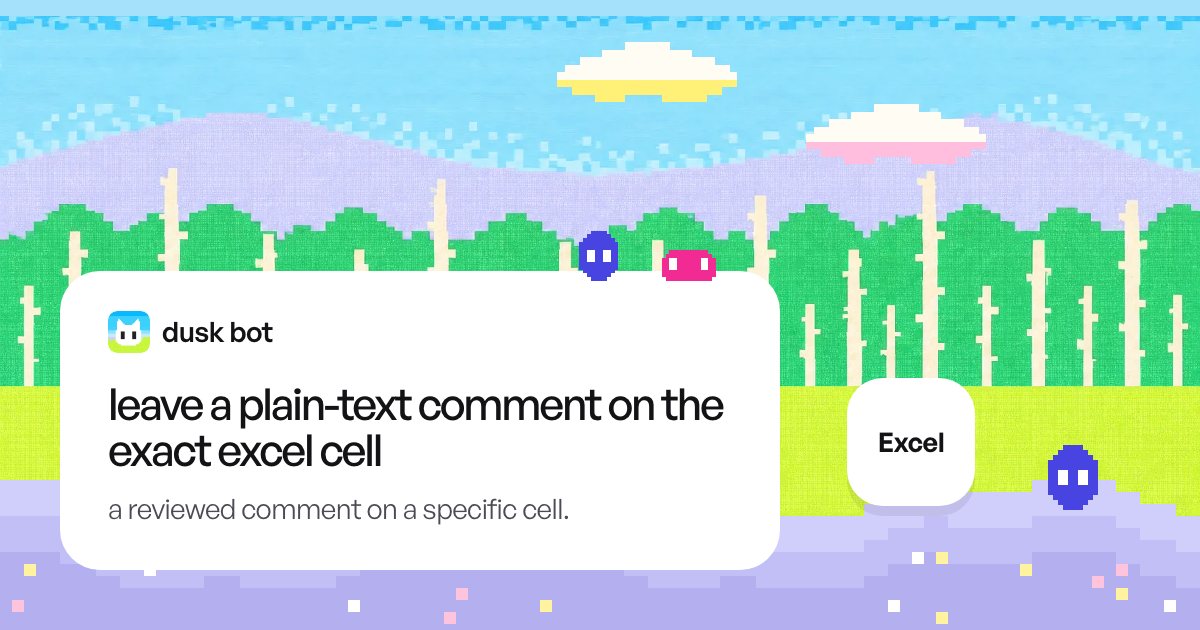 dusk bot
leave a plain-text comment on the
exact excel cell
a reviewed comment on a specific cell.
Excel